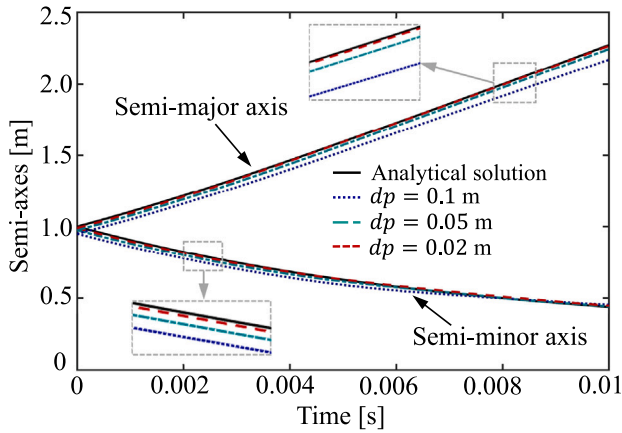 2.5
2.0
1.5
1.0
0.5
0
Semi-axes [m]
Semi-major axis
Analytical solution
dp = 0.1 m
dp = 0.05 m
dp = 0.02 m
Semi-minor axis
0 0.002 0.004 0.006 0.008 0.01
Time [s]